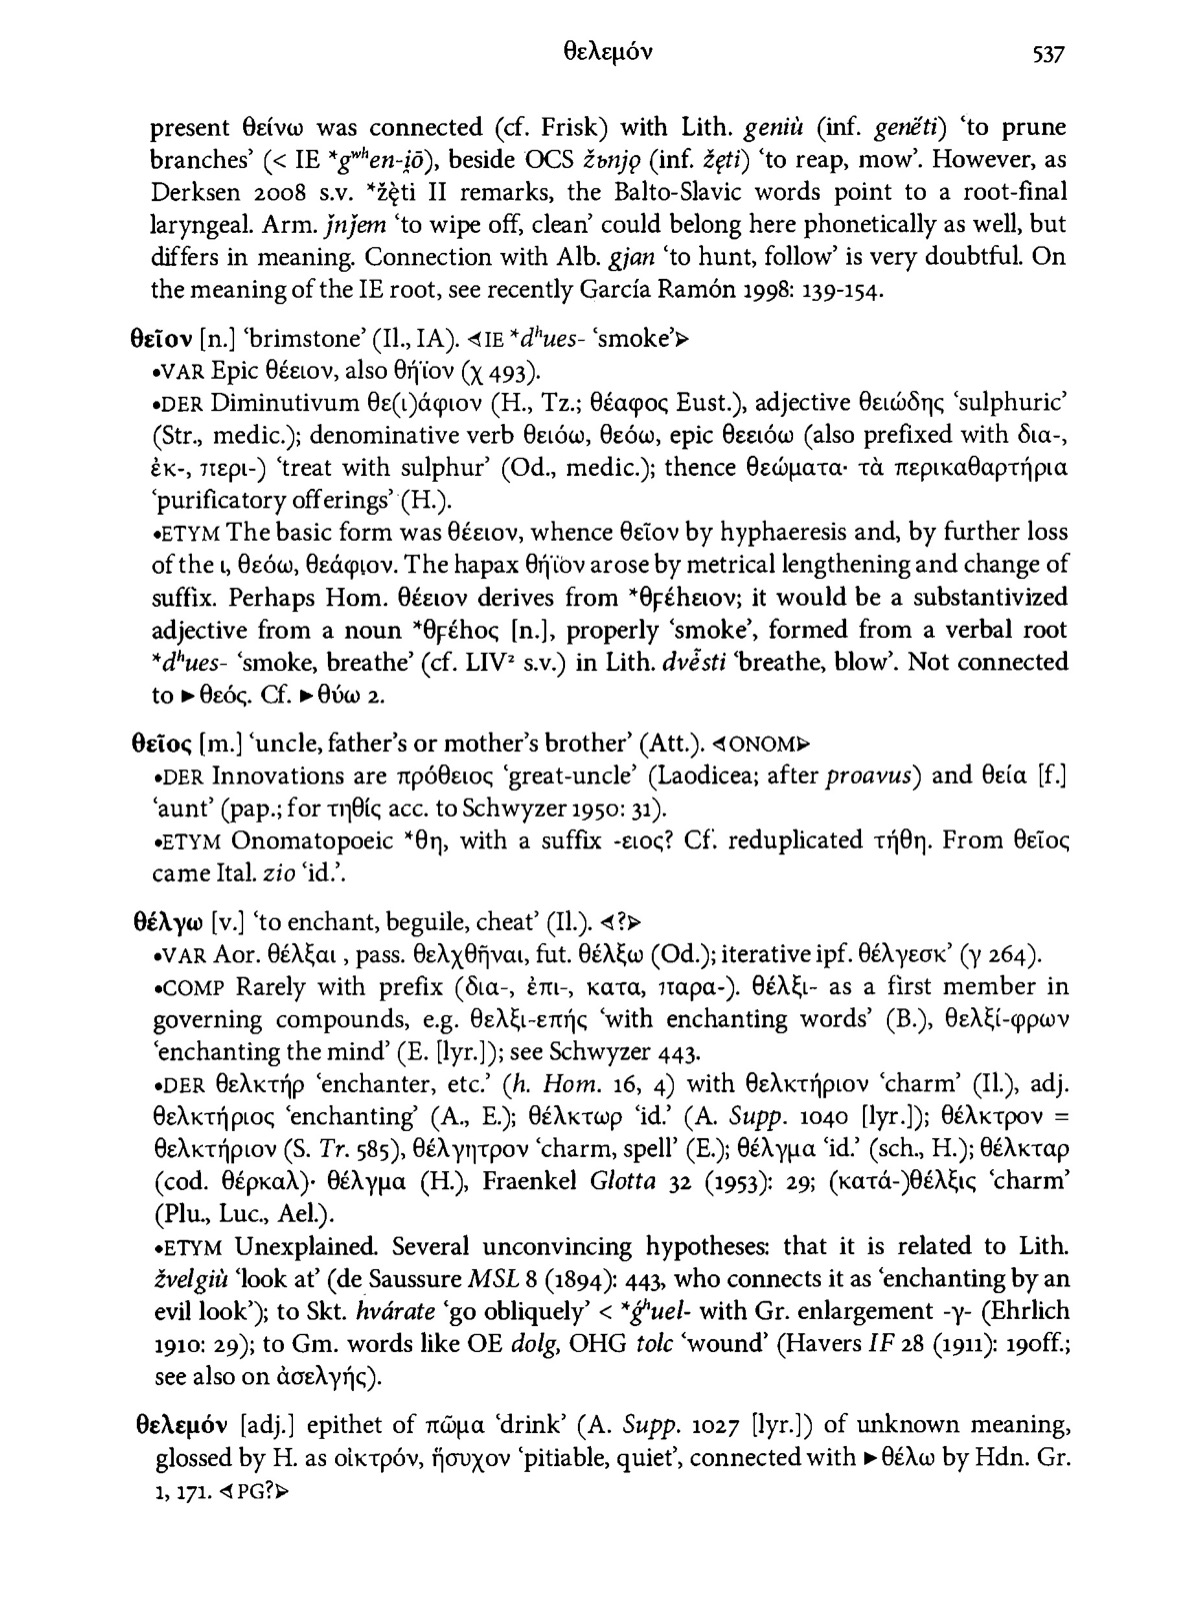 θελεμόν 537
present θείνω was connected (cf. Frisk) with Lith. geniù (inf. genė́ti) ‘to prune
branches’ (< IE *gʷʰen-i̯ō), beside OCS žьnjǫ (inf. žęti) ‘to reap, mow’. However, as
Derksen 2008 s.v. *žę̀ti II remarks, the Balto-Slavic words point to a root-final
laryngeal. Arm. ǰnǰem ‘to wipe off, clean’ could belong here phonetically as well, but
differs in meaning. Connection with Alb. gjan ‘to hunt, follow’ is very doubtful. On
the meaning of the IE root, see recently García Ramón 1998: 139-154.
θεῖον [n.] ‘brimstone’ (Il., IA). ⊲IE *dʰues- ‘smoke’⊳
•VAR Epic θέειον, also θήϊον (χ 493).
•DER Diminutivum θε(ι)άφιον (H., Tz.; θέαφος Eust.), adjective θειώδης ‘sulphuric’
(Str., medic.); denominative verb θειόω, θεόω, epic θεειόω (also prefixed with δια-,
ἐκ-, περι-) ‘treat with sulphur’ (Od., medic.); thence θεώματα· τὰ περικαθαρτήρια
‘purificatory offerings’ (H.).
•ETYM The basic form was θέειον, whence θεῖον by hyphaeresis and, by further loss
of the ι, θεόω, θεάφιον. The hapax θήϊον arose by metrical lengthening and change of
suffix. Perhaps Hom. θέειον derives from *θϝέhειον; it would be a substantivized
adjective from a noun *θϝέhος [n.], properly ‘smoke’, formed from a verbal root
*dʰues- ‘smoke, breathe’ (cf. LIV² s.v.) in Lith. dvė̃sti ‘breathe, blow’. Not connected
to ►θεός. Cf. ►θύω 2.
θεῖος [m.] ‘uncle, father’s or mother’s brother’ (Att.). ⊲ONOM⊳
•DER Innovations are πρόθειος ‘great-uncle’ (Laodicea; after proavus) and θεία [f.]
‘aunt’ (pap.; for τηθίς acc. to Schwyzer 1950: 31).
•ETYM Onomatopoeic *θη, with a suffix -ειος? Cf. reduplicated τήθη. From θεῖος
came Ital. zio ‘id.’.
θέλγω [v.] ‘to enchant, beguile, cheat’ (Il.). ⊲?⊳
•VAR Aor. θέλξαι , pass. θελχθῆναι, fut. θέλξω (Od.); iterative ipf. θέλγεσκ’ (γ 264).
•COMP Rarely with prefix (δια-, ἐπι-, κατα, παρα-). θέλξι- as a first member in
governing compounds, e.g. θελξι-επής ‘with enchanting words’ (B.), θελξί-φρων
‘enchanting the mind’ (E. [lyr.]); see Schwyzer 443.
•DER θελκτήρ ‘enchanter, etc.’ (h. Hom. 16, 4) with θελκτήριον ‘charm’ (Il.), adj.
θελκτήριος ‘enchanting’ (A., E.); θέλκτωρ ‘id.’ (A. Supp. 1040 [lyr.]); θέλκτρον =
θελκτήριον (S. Tr. 585), θέλγητρον ‘charm, spell’ (E.); θέλγμα ‘id.’ (sch., H.); θέλκταρ
(cod. θέρκαλ)· θέλγμα (H.), Fraenkel Glotta 32 (1953): 29; (κατά-)θέλξις ‘charm’
(Plu., Luc., Ael.).
•ETYM Unexplained. Several unconvincing hypotheses: that it is related to Lith.
žvelgiù ‘look at’ (de Saussure MSL 8 (1894): 443, who connects it as ‘enchanting by an
evil look’); to Skt. hvárate ‘go obliquely’ < *ǵʰuel- with Gr. enlargement -γ- (Ehrlich
1910: 29); to Gm. words like OE dolg, OHG tolc ‘wound’ (Havers IF 28 (1911): 190ff.;
see also on ἀσελγής).
θελεμόν [adj.] epithet of πῶμα ‘drink’ (A. Supp. 1027 [lyr.]) of unknown meaning,
glossed by H. as οἰκτρόν, ἥσυχον ‘pitiable, quiet’, connected with ►θέλω by Hdn. Gr.
1, 171. ⊲PG?⊳